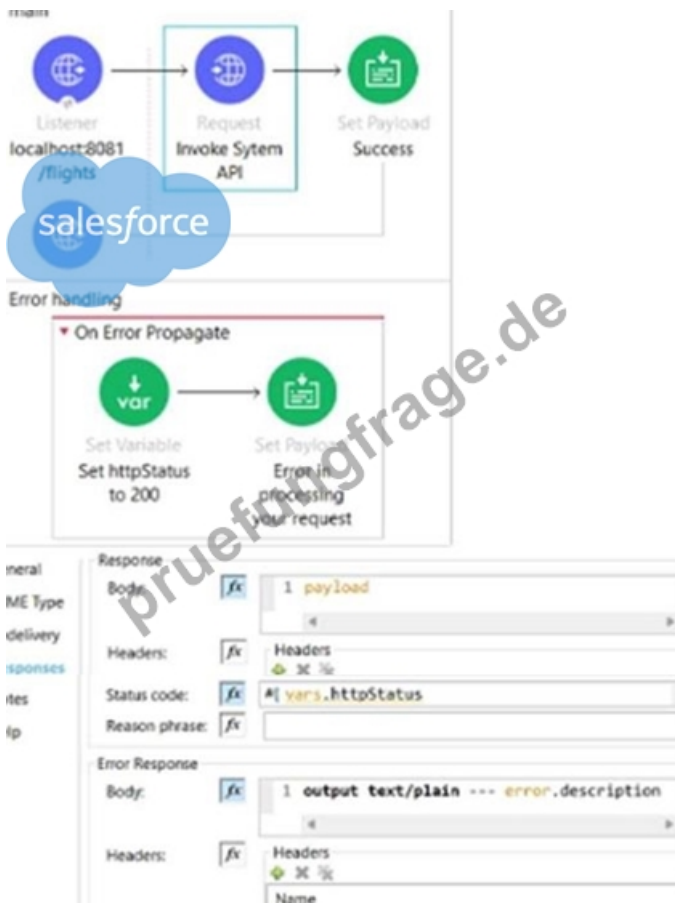 main
Listener
Request
Set Payload
localhost:8081
/flights
Invoke Sytem
API
Success
salesforce
Error handling
On Error Propagate
var
Set Variable
Set Payload
Set httpStatus
to 200
Error in
processing
your request
pruefungfrage.de
neral
ME Type
delivery
sponses
tes
lp
Response
Body:
fx
1 payload
Headers:
fx
Headers
Status code:
fx
#[ vars.httpStatus
Reason phrase:
fx
Error Response
Body:
fx
1 output text/plain --- error.description
Headers:
fx
Headers
Name